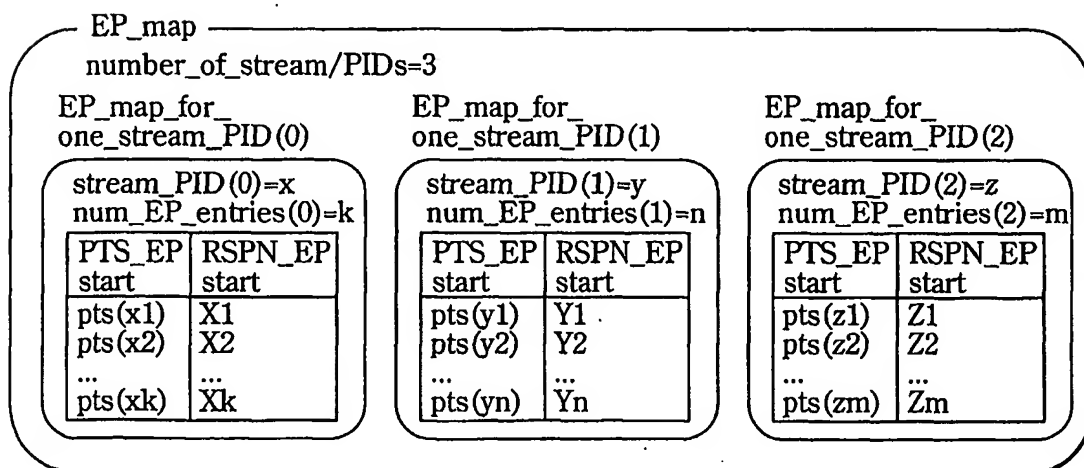 EP_map
number_of_stream/PIDs=3
EP_map_for_
one_stream_PID(0)
stream_PID(0)=x
num_EP_entries(0)=k
PTS_EP RSPN_EP
start start
pts(x1) X1
pts(x2) X2
... ...
pts(xk) Xk
EP_map_for_
one_stream_PID(1)
stream_PID(1)=y
num_EP_entries(1)=n
PTS_EP RSPN_EP
start start
pts(y1) Y1
pts(y2) Y2
... ...
pts(yn) Yn
EP_map_for_
one_stream_PID(2)
stream_PID(2)=z
num_EP_entries(2)=m
PTS_EP RSPN_EP
start start
pts(z1) Z1
pts(z2) Z2
... ...
pts(zm) Zm